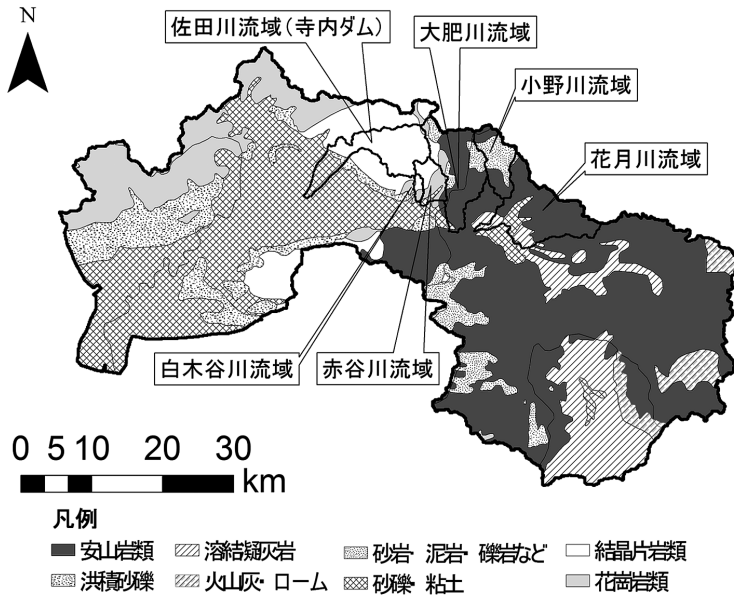 N
佐田川流域(寺内ダム)
大肥川流域
小野川流域
花月川流域
白木谷川流域
赤谷川流域
0 5 10 20 30
km
凡例
安山岩類
溶結凝灰岩
砂岩・泥岩・礫岩など
結晶片岩類
洪積砂礫
火山灰・ローム
砂礫・粘土
花崗岩類